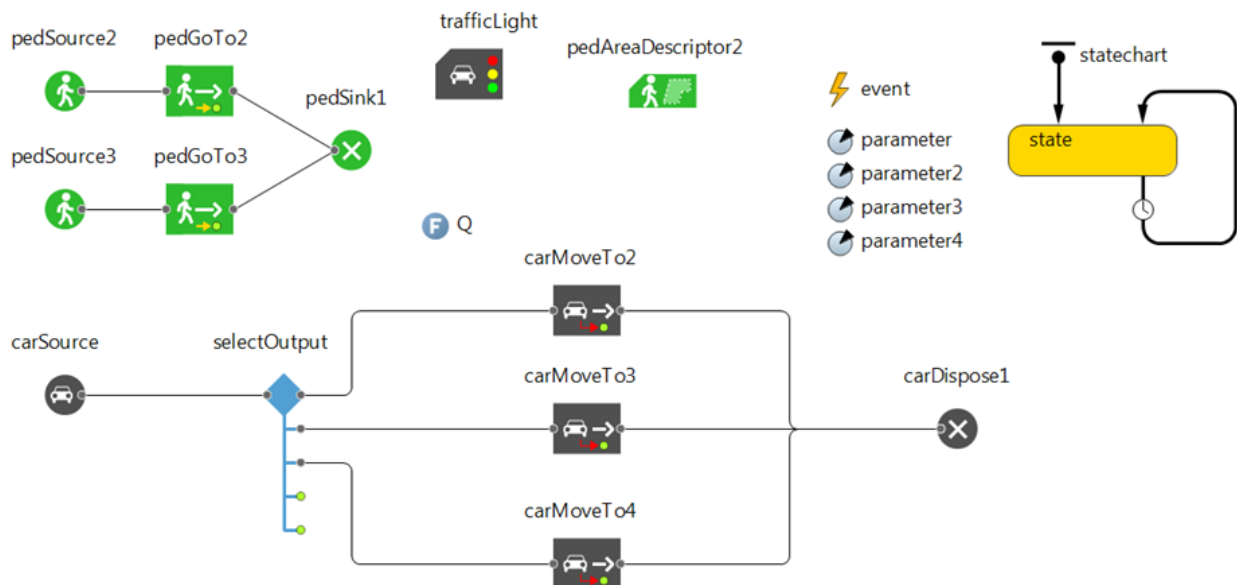 trafficLight
pedSource2
pedGoTo2
pedAreaDescriptor2
statechart
pedSink1
event
parameter
state
pedSource3
pedGoTo3
parameter2
parameter3
F Q
parameter4
carMoveTo2
carSource
selectOutput
carMoveTo3
carDispose1
carMoveTo4